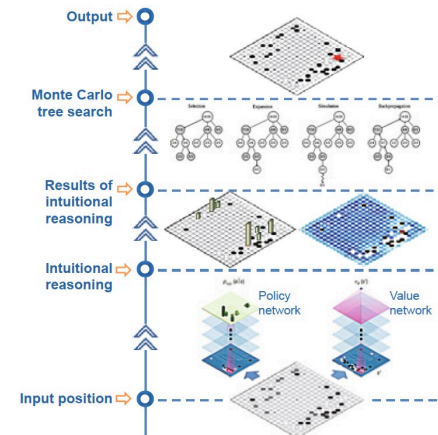 Output
Monte Carlo
tree search
Selection Expansion Simulation Backpropagation
Results of
intuitional
reasoning
Intuitional
reasoning
Policy
network
Value
network
Input position